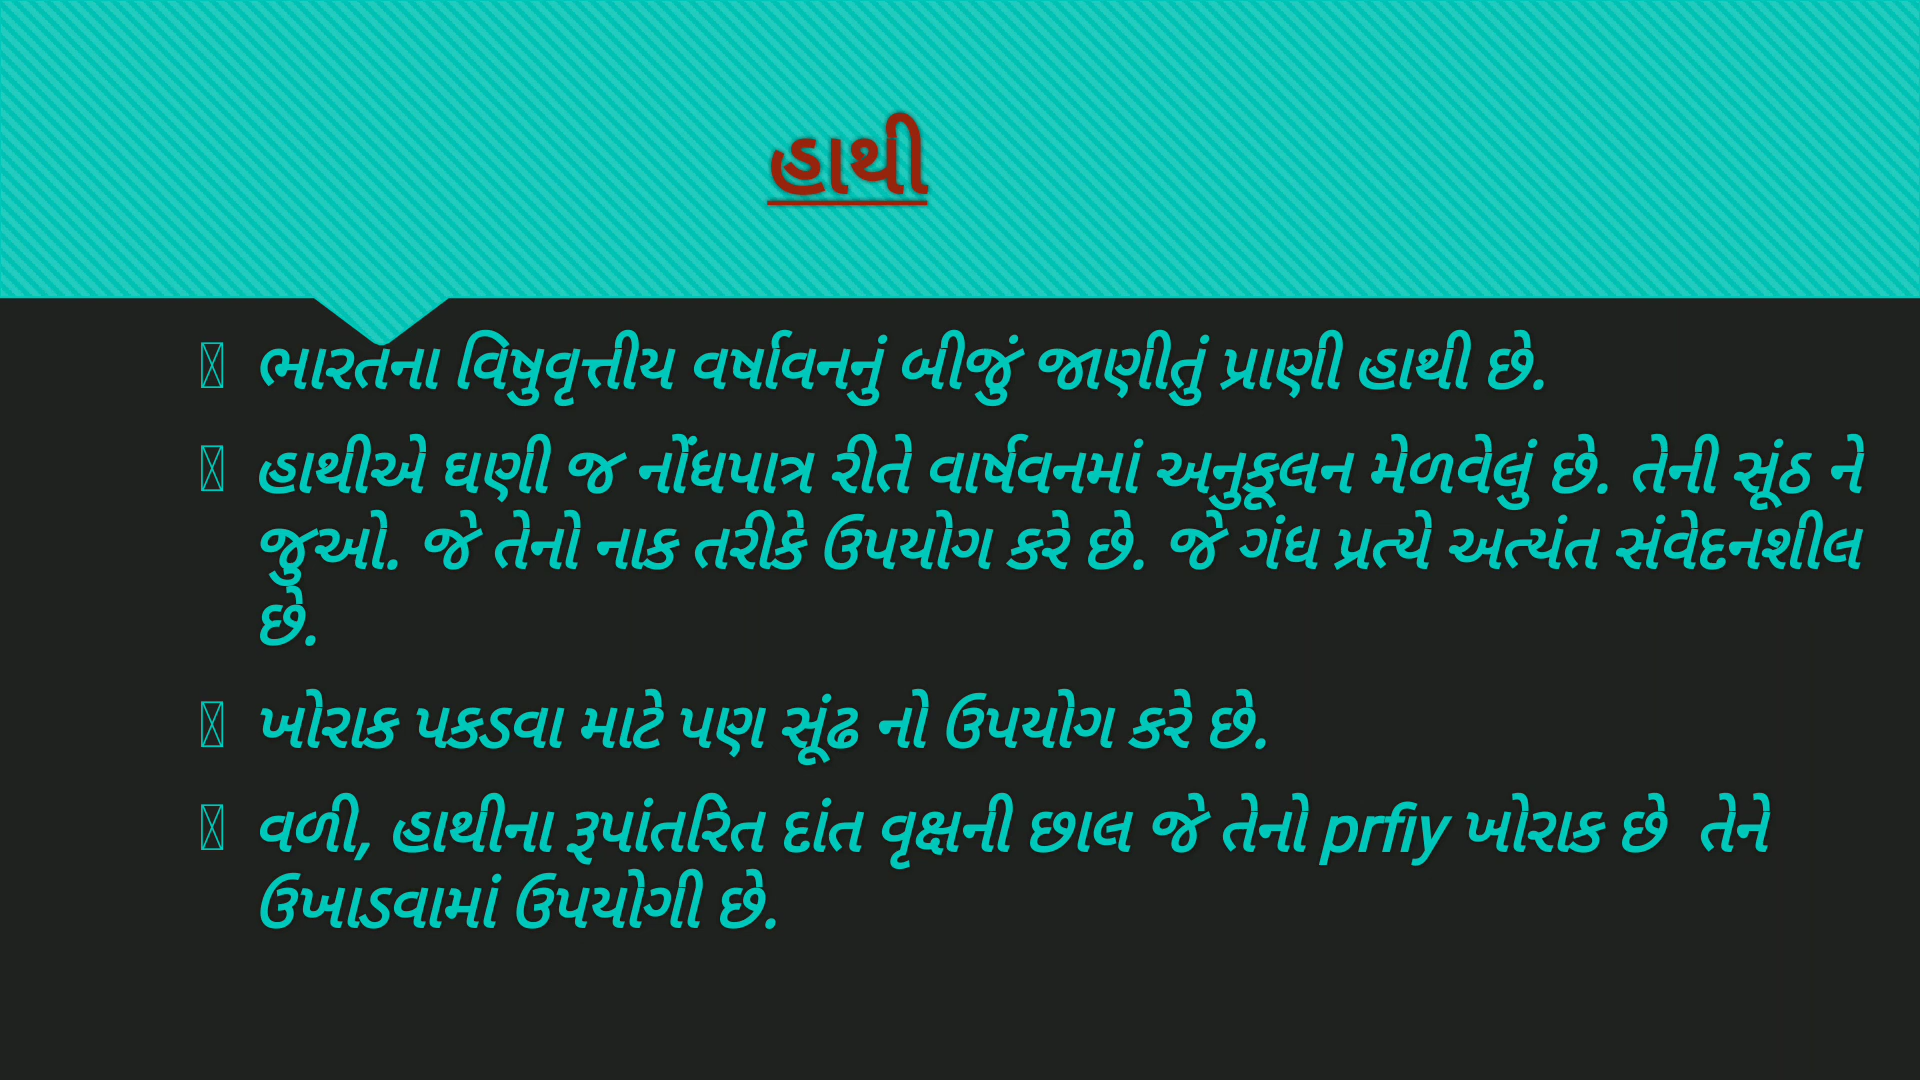 હાથી
ભારતના વિષુવૃત્તીય વર્ષાવનનું બીજું જાણીતું પ્રાણી હાથી છે.
હાથીએ ઘણી જ નોંધપાત્ર રીતે વાર્ષવનમાં અનુકૂલન મેળવેલું છે. તેની સૂંઠ ને
જુઓ. જે તેનો નાક તરીકે ઉપયોગ કરે છે. જે ગંધ પ્રત્યે અત્યંત સંવેદનશીલ
છે.
ખોરાક પકડવા માટે પણ સૂંઢ નો ઉપયોગ કરે છે.
વળી, હાથીના રૂપાંતરિત દાંત વૃક્ષની છાલ જે તેનો prfiy ખોરાક છે તેને
ઉખાડવામાં ઉપયોગી છે.